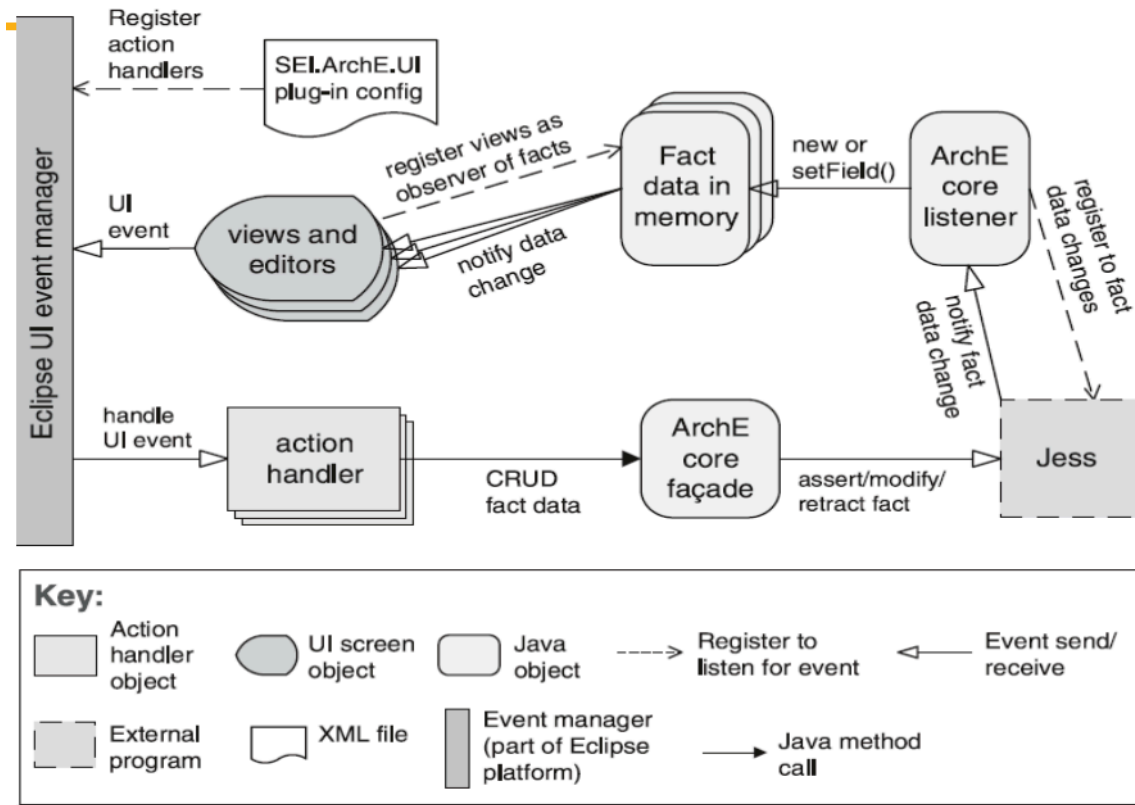 Register
action
handlers
SEI.ArchE.UI
plug-in config
register views as
observer of facts
Fact
data in
memory
new or
setField()
ArchE
core
listener
register to fact
data changes
UI
event
views and
editors
notify data
change
notify fact
data change
Eclipse UI event manager
handle
UI event
action
handler
CRUD
fact data
ArchE
core
façade
assert/modify/
retract fact
Jess
Key:
Action
handler
object
UI screen
object
Java
object
Register to
listen for event
Event send/
receive
External
program
XML file
Event manager
(part of Eclipse
platform)
Java method
call